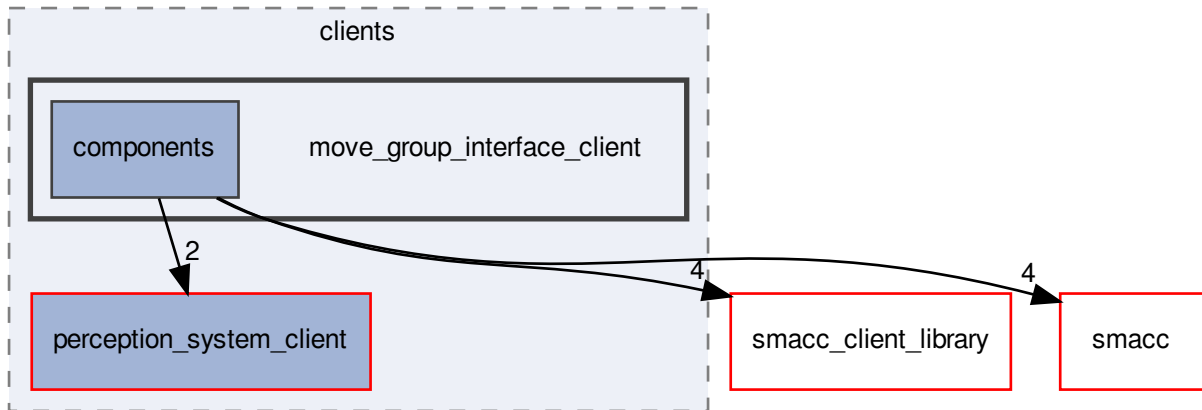 clients
components
move_group_interface_client
2
4
4
perception_system_client
smacc_client_library
smacc